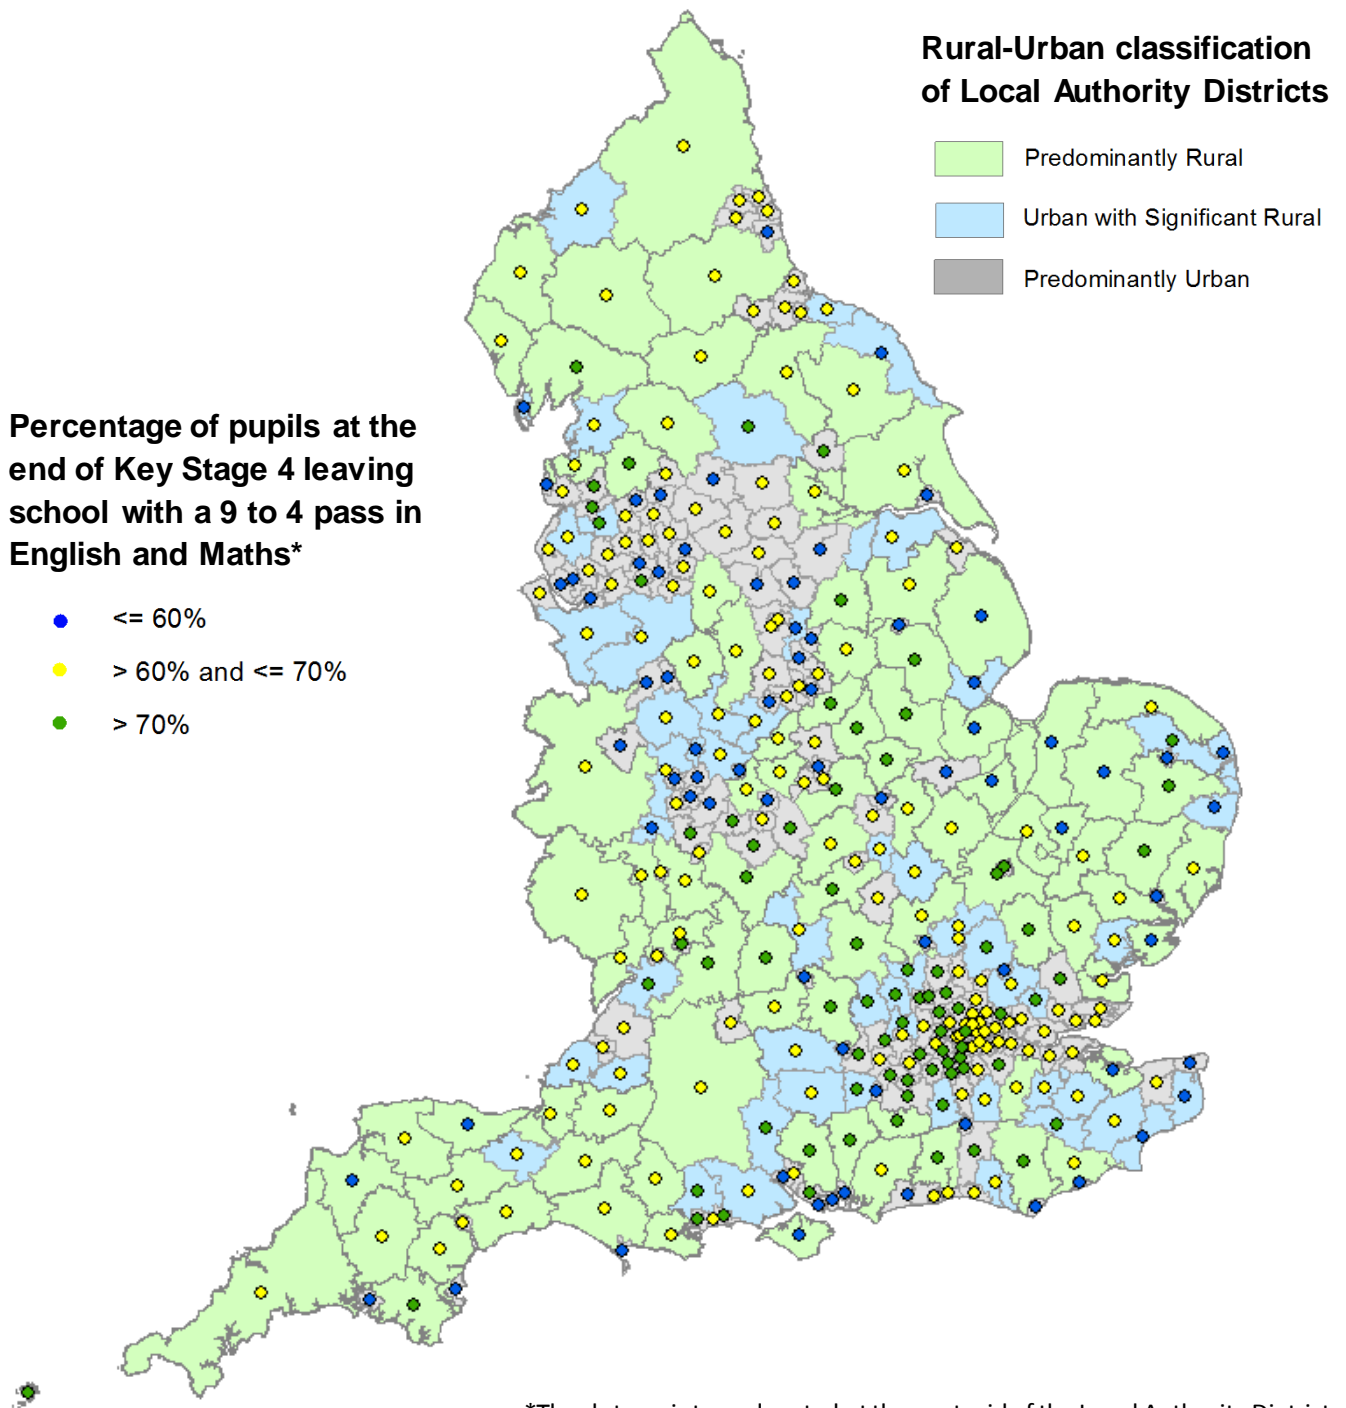 Rural-Urban classification
of Local Authority Districts
Predominantly Rural
Urban with Significant Rural
Predominantly Urban
Percentage of pupils at the
end of Key Stage 4 leaving
school with a 9 to 4 pass in
English and Maths*
<= 60%
> 60% and <= 70%
> 70%